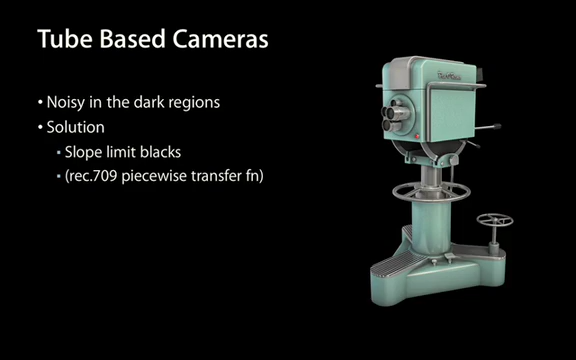 Tube Based Cameras
• Noisy in the dark regions
• Solution
▪ Slope limit blacks
▪ (rec.709 piecewise transfer fn)